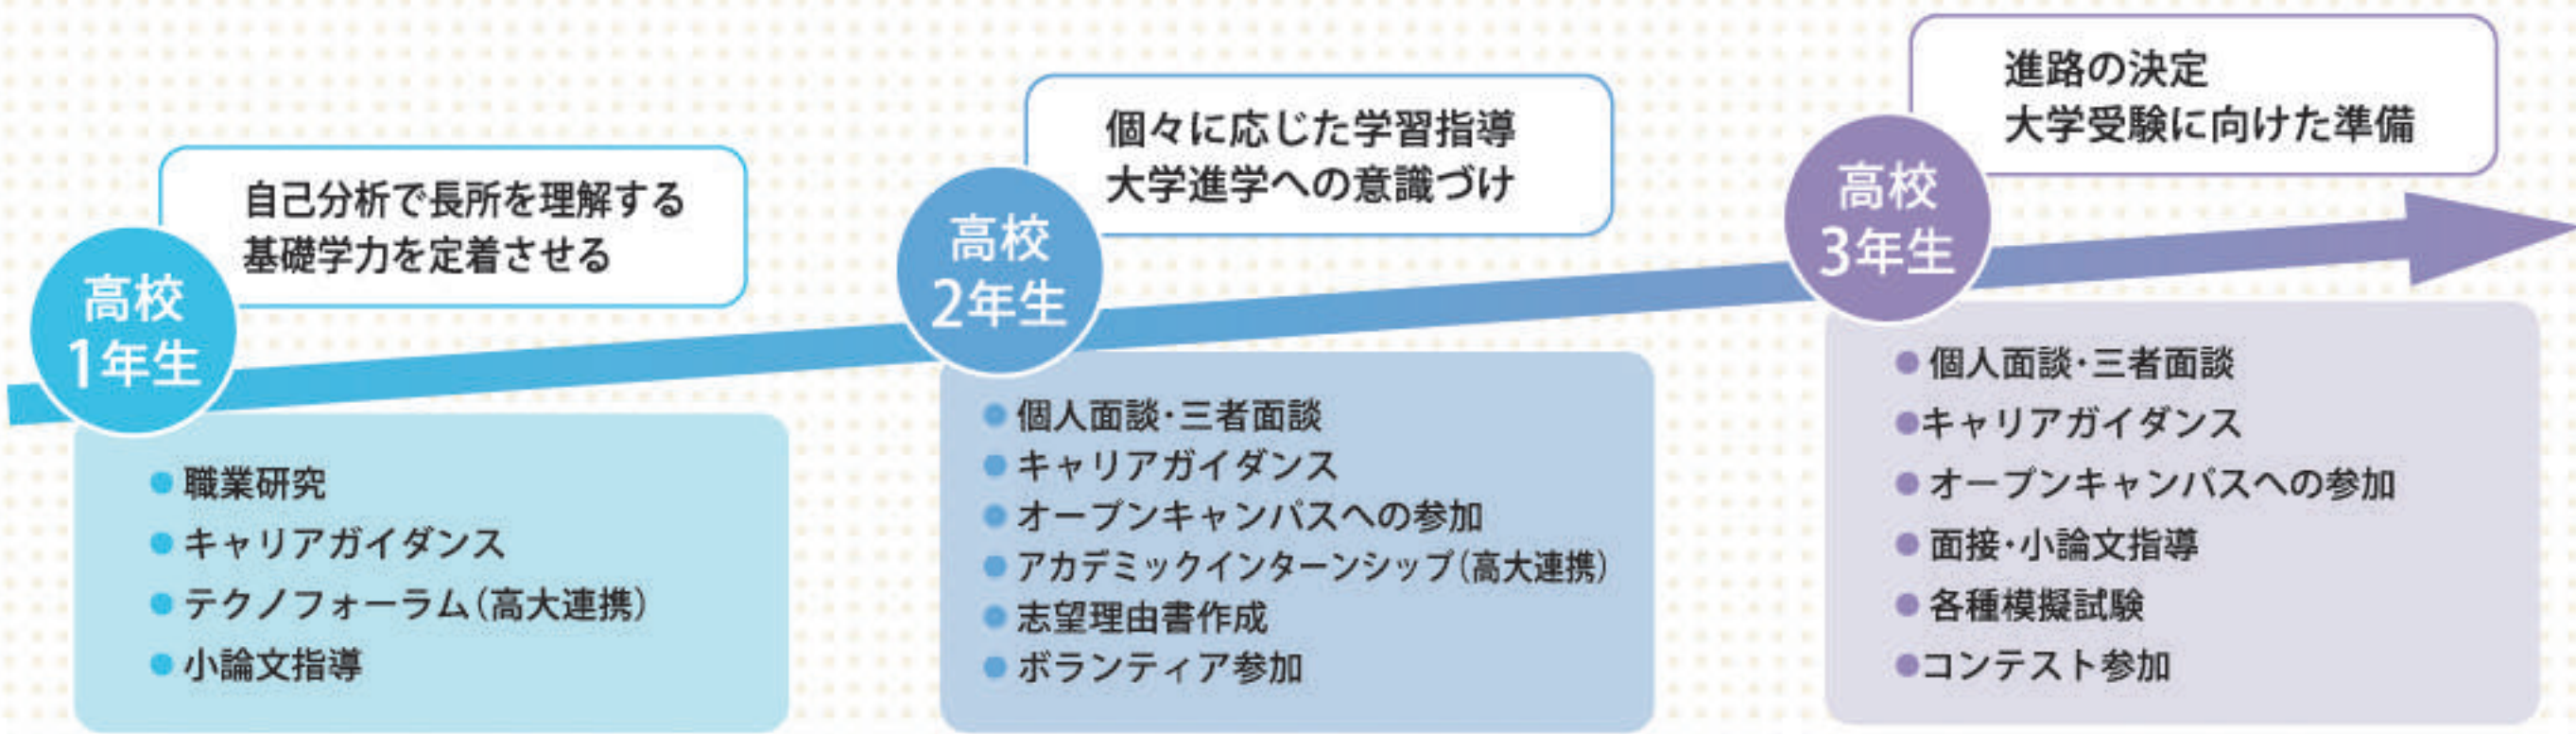 高校
1年生
自己分析で長所を理解する
基礎学力を定着させる
● 職業研究
● キャリアガイダンス
● テクノフォーラム（高大連携）
● 小論文指導
高校
2年生
個々に応じた学習指導
大学進学への意識づけ
● 個人面談・三者面談
● キャリアガイダンス
● オープンキャンパスへの参加
● アカデミックインターンシップ（高大連携）
● 志望理由書作成
● ボランティア参加
高校
3年生
進路の決定
大学受験に向けた準備
● 個人面談・三者面談
●キャリアガイダンス
● オープンキャンパスへの参加
● 面接・小論文指導
● 各種模擬試験
●コンテスト参加